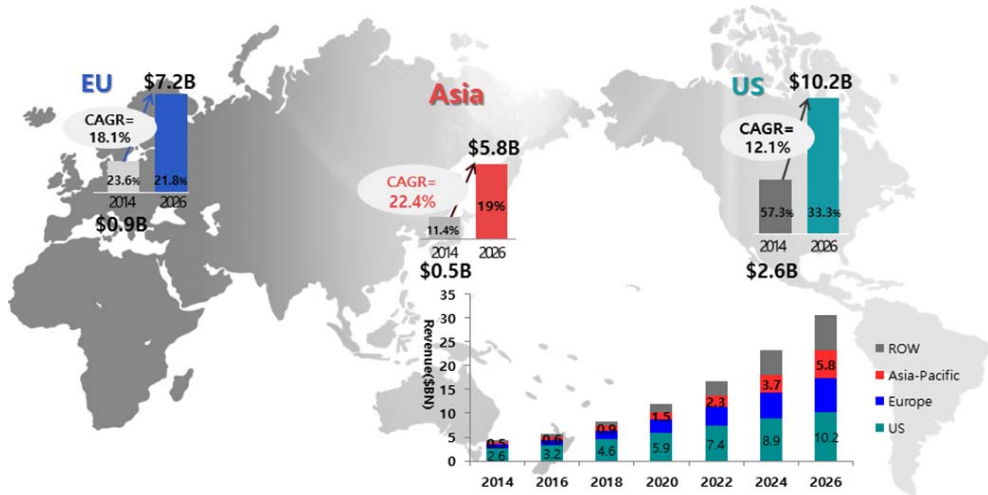 EU
$7.2B
CAGR=
18.1%
23.6%
21.8%
2014
2026
$0.9B
Asia
$5.8B
CAGR=
22.4%
11.4%
19%
2014
2026
$0.5B
US
$10.2B
CAGR=
12.1%
57.3%
33.3%
2014
2026
$2.6B
Revenue($BN)
35
30
25
20
15
10
5
0
0.5
2.6
0.6
3.2
0.9
4.6
1.5
5.9
2.3
7.4
3.7
8.9
5.8
10.2
2014
2016
2018
2020
2022
2024
2026
ROW
Asia-Pacific
Europe
US